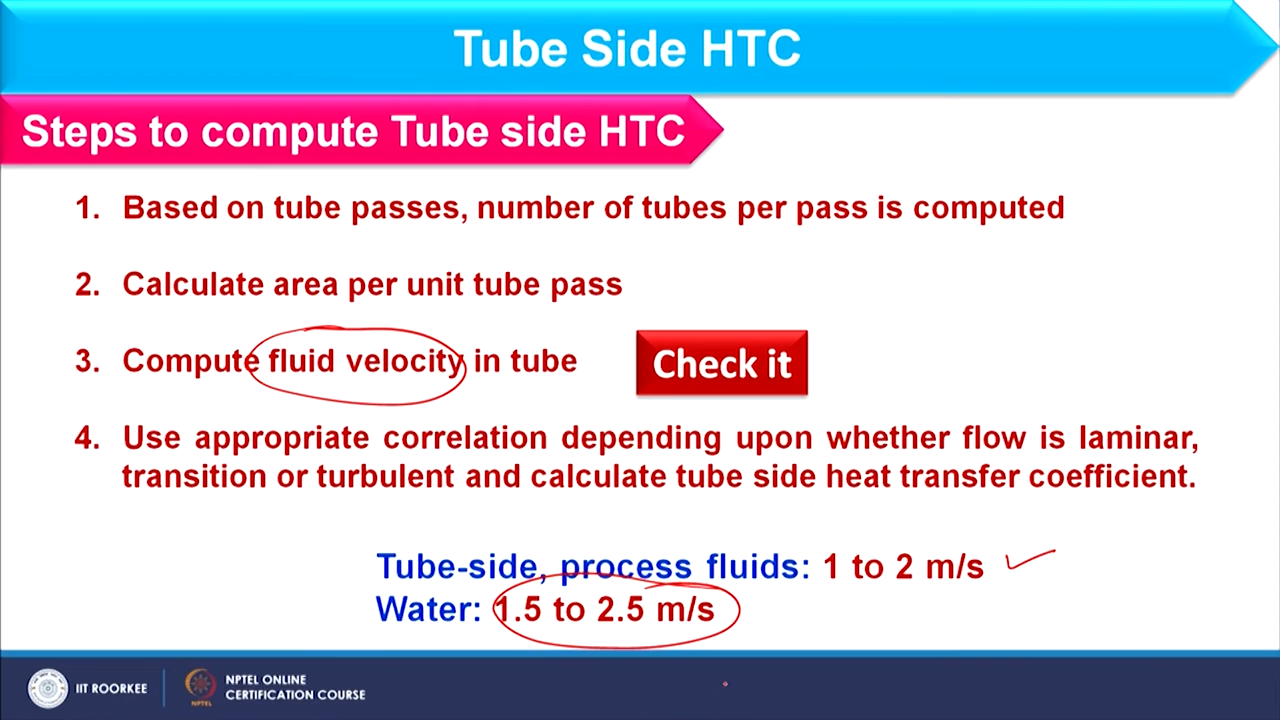 Tube Side HTC
Steps to compute Tube side HTC
1. Based on tube passes, number of tubes per pass is computed
2. Calculate area per unit tube pass
3. Compute fluid velocity in tube
Check it
4. Use appropriate correlation depending upon whether flow is laminar,
transition or turbulent and calculate tube side heat transfer coefficient.
Tube-side, process fluids: 1 to 2 m/s
Water: 1.5 to 2.5 m/s
IIT ROORKEE
NPTEL
NPTEL ONLINE
CERTIFICATION COURSE